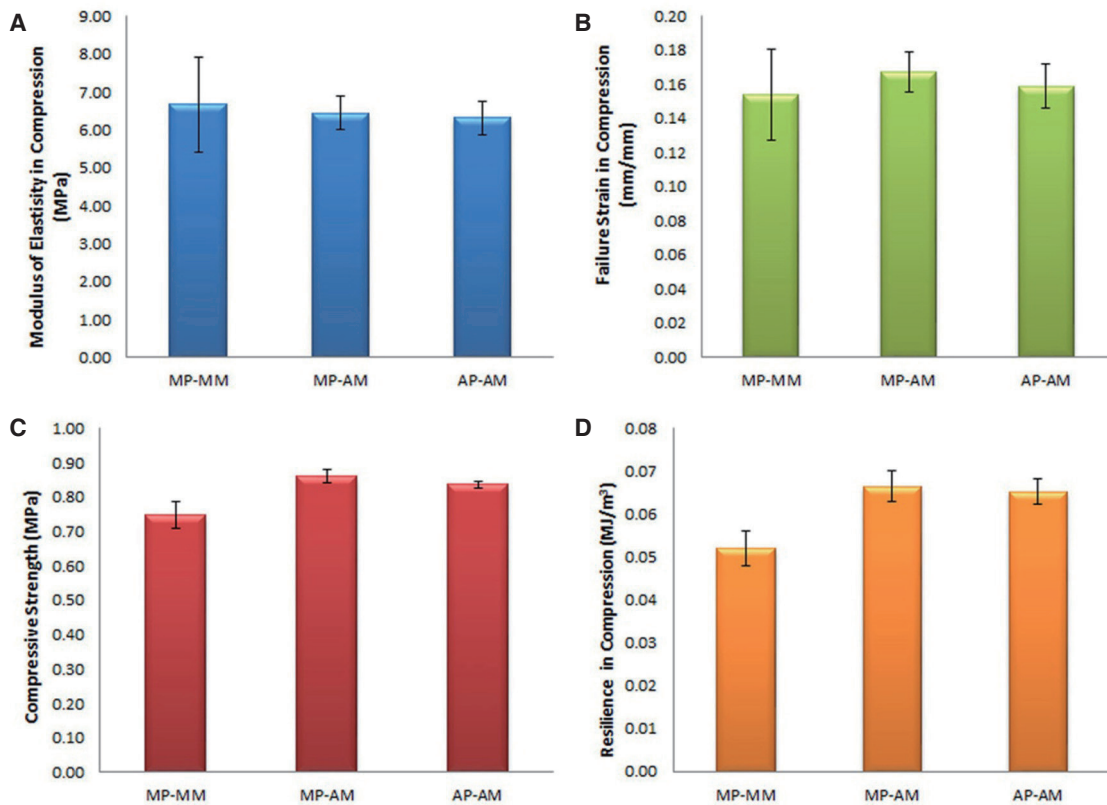 A
Modulus of Elastisity in Compression
(MPa)
9.00
8.00
7.00
6.00
5.00
4.00
3.00
2.00
1.00
0.00
MP-MM
MP-AM
AP-AM
B
Failure Strain in Compression
(mm/mm)
0.20
0.18
0.16
0.14
0.12
0.10
0.08
0.06
0.04
0.02
0.00
MP-MM
MP-AM
AP-AM
C
Compressive Strength (MPa)
1.00
0.90
0.80
0.70
0.60
0.50
0.40
0.30
0.20
0.10
0.00
MP-MM
MP-AM
AP-AM
D
Resilience in Compression (MJ/m³)
0.08
0.07
0.06
0.05
0.04
0.03
0.02
0.01
0.00
MP-MM
MP-AM
AP-AM